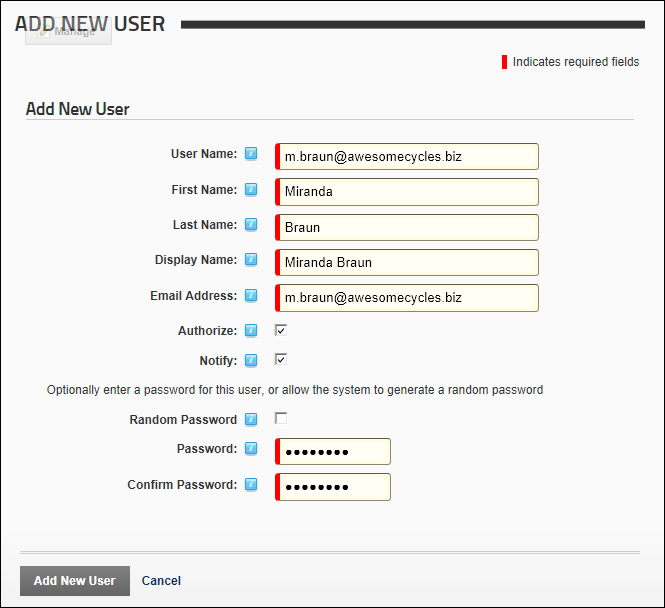 ADD NEW USER
Manage
Indicates required fields
Add New User
User Name: m.braun@awesomecycles.biz
First Name: Miranda
Last Name: Braun
Display Name: Miranda Braun
Email Address: m.braun@awesomecycles.biz
Authorize:
Notify:
Optionally enter a password for this user, or allow the system to generate a random password
Random Password
Password: ••••••••
Confirm Password: ••••••••
Add New User Cancel